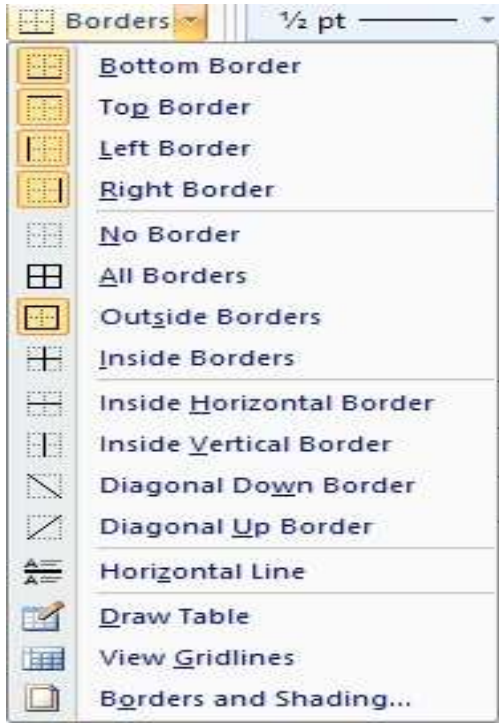 Borders ½ pt
Bottom Border
Top Border
Left Border
Right Border
No Border
All Borders
Outside Borders
Inside Borders
Inside Horizontal Border
Inside Vertical Border
Diagonal Down Border
Diagonal Up Border
Horizontal Line
Draw Table
View Gridlines
Borders and Shading...